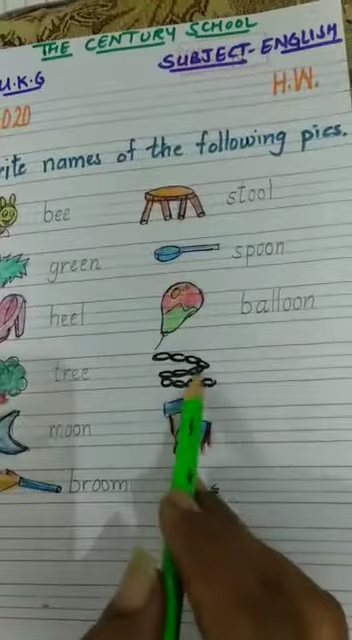 THE CENTURY SCHOOL
U.K.G SUBJECT-ENGLISH
020 H.W.
rite names of the following pics.
bee stool
green spoon
heel balloon
tree
moon
broom